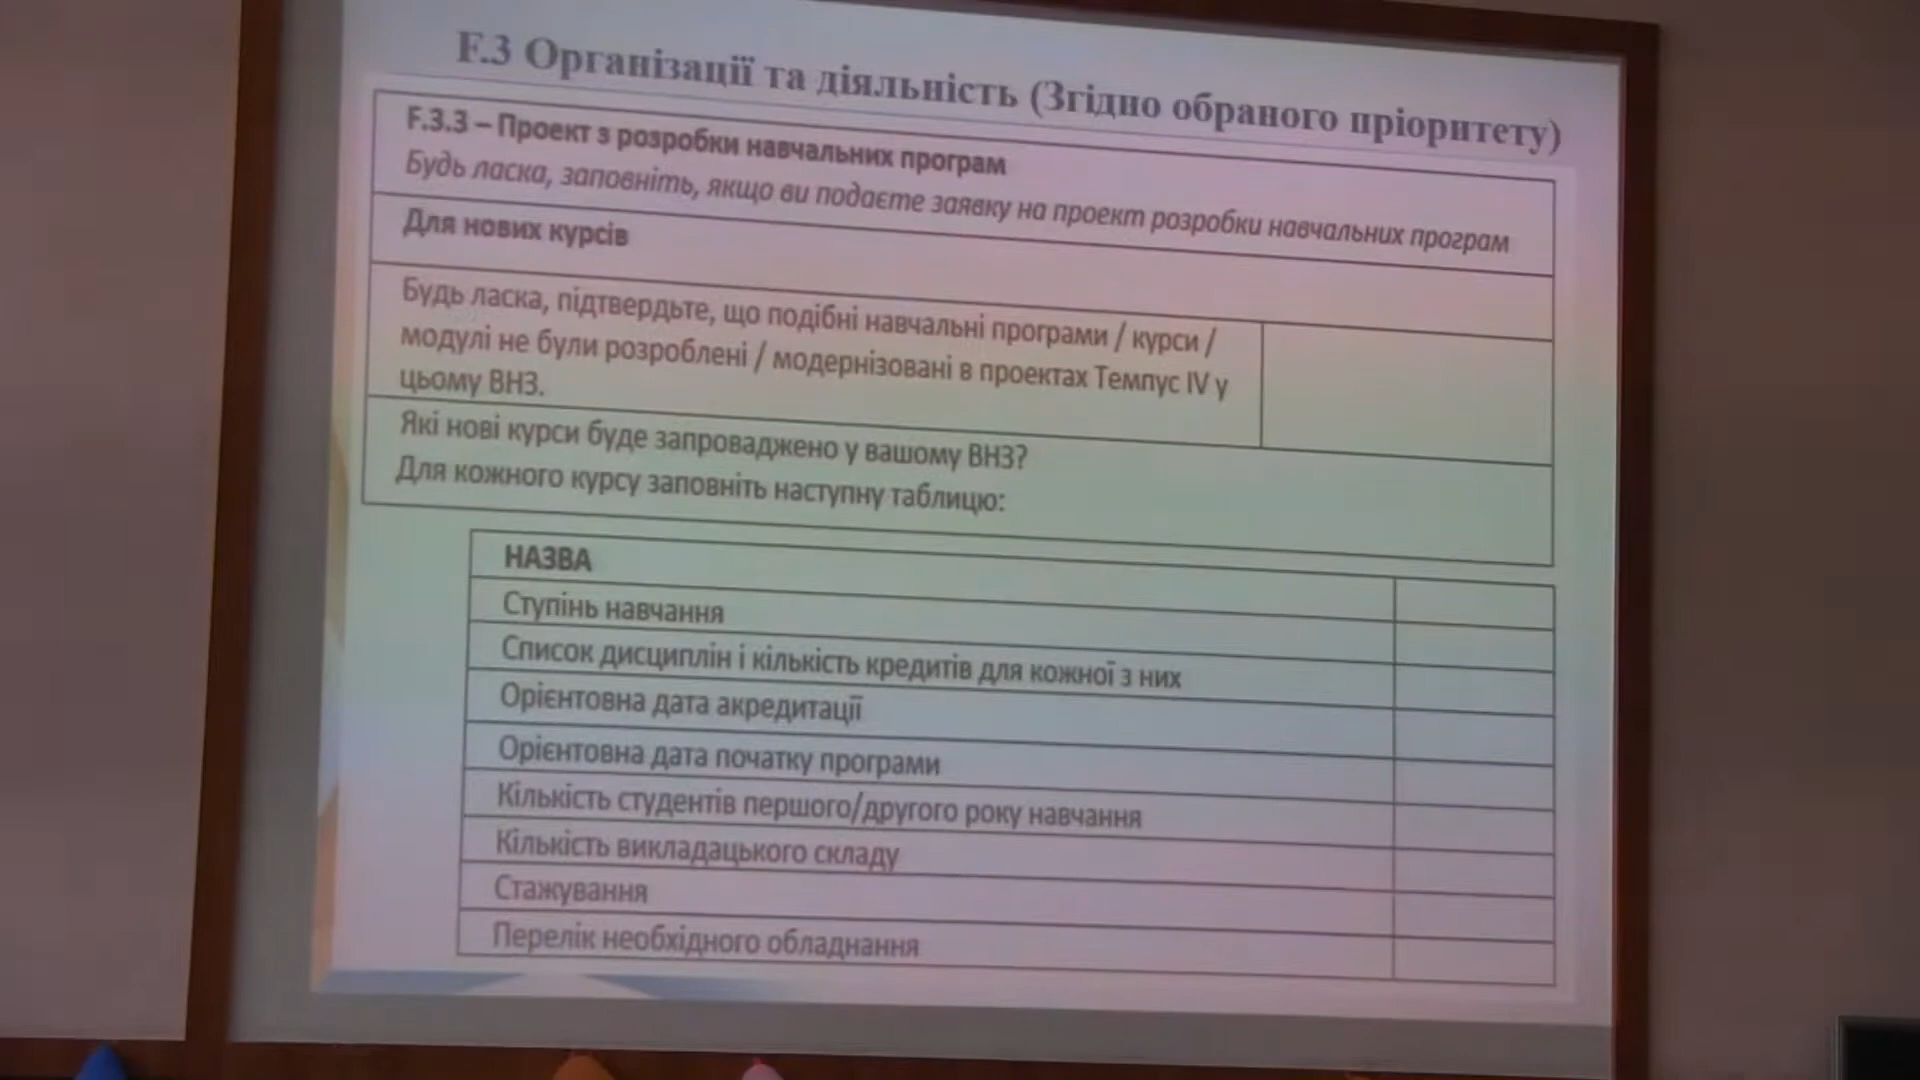 F.3 Організації та діяльність (Згідно обраного пріоритету)
F.3.3 – Проект з розробки навчальних програм
Будь ласка, заповніть, якщо ви подаєте заявку на проект розробки навчальних програм
Для нових курсів
Будь ласка, підтвердьте, що подібні навчальні програми / курси /
модулі не були розроблені / модернізовані в проектах Темпус IV у
цьому ВНЗ.
Які нові курси буде запроваджено у вашому ВНЗ?
Для кожного курсу заповніть наступну таблицю:
НАЗВА
Ступінь навчання
Список дисциплін і кількість кредитів для кожної з них
Орієнтовна дата акредитації
Орієнтовна дата початку програми
Кількість студентів першого/другого року навчання
Кількість викладацького складу
Стажування
Перелік необхідного обладнання